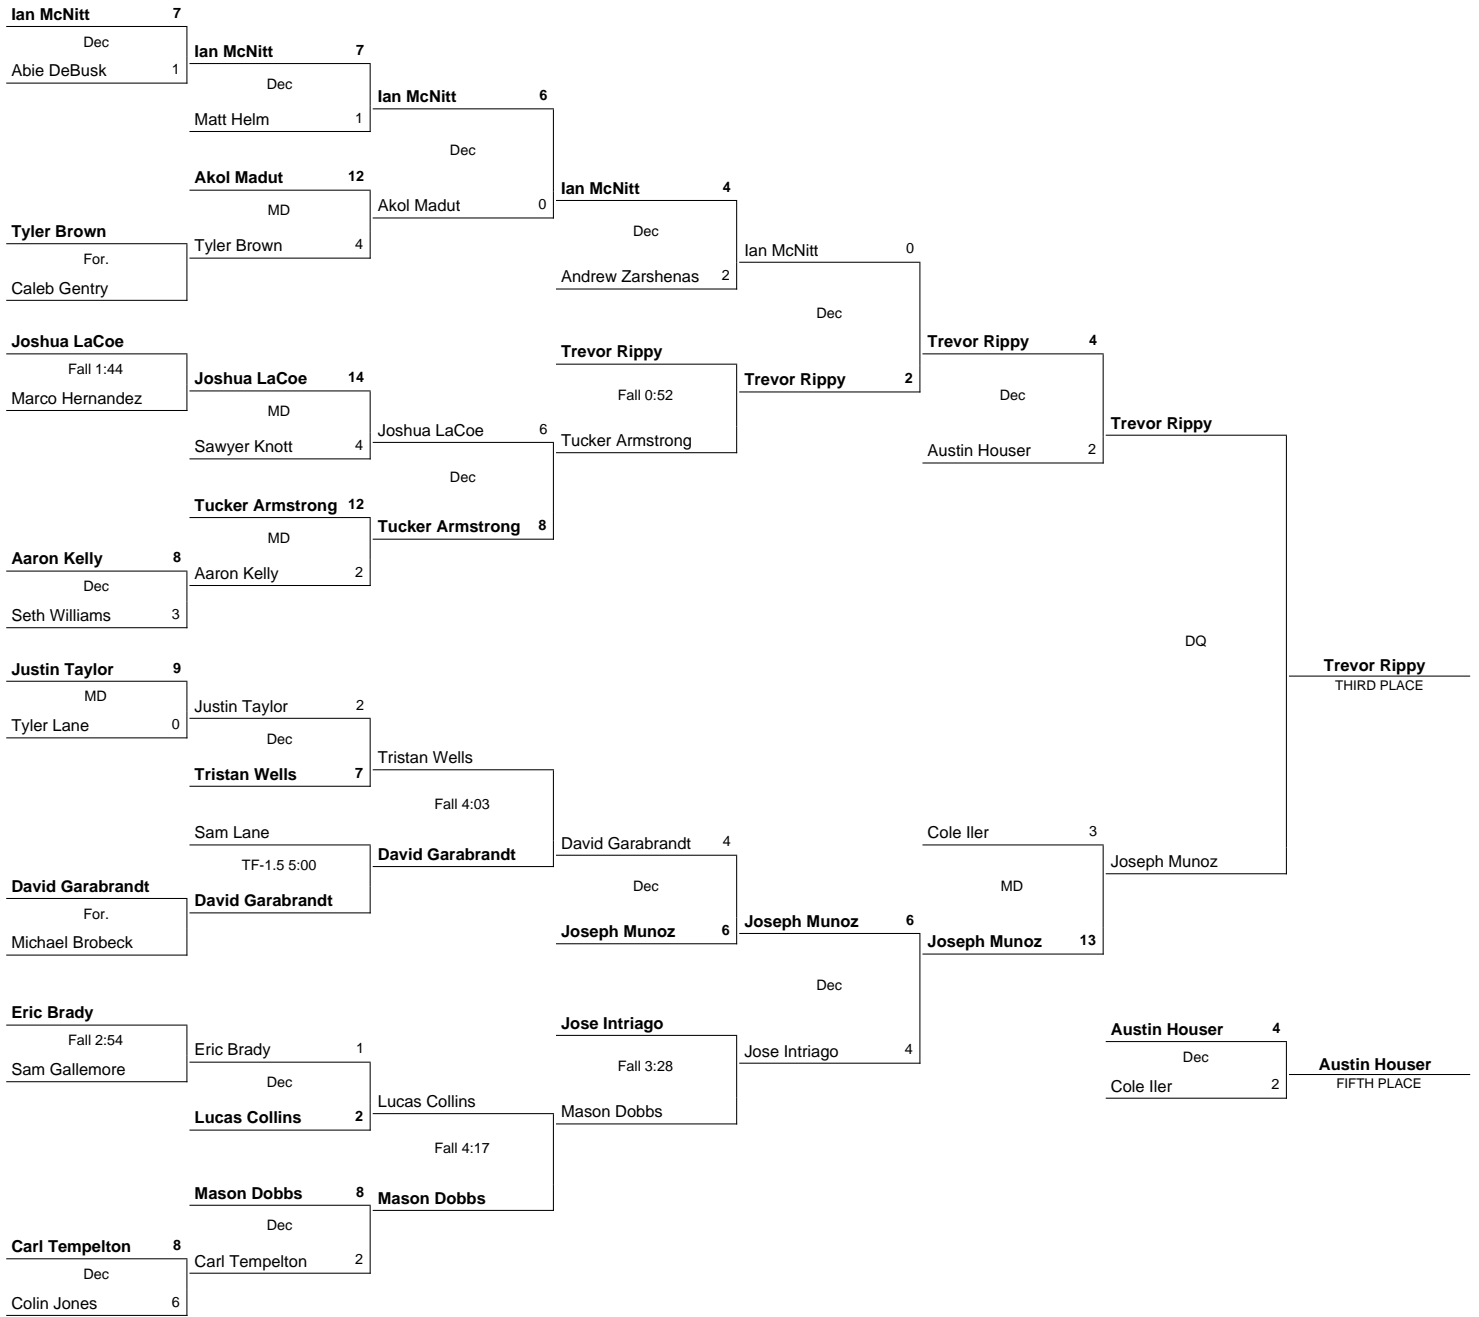 Ian McNitt 7
Dec
Abie DeBusk 1
Tyler Brown
For.
Caleb Gentry
Joshua LaCoe
Fall 1:44
Marco Hernandez
Aaron Kelly 8
Dec
Seth Williams 3
Justin Taylor 9
MD
Tyler Lane 0
David Garabrandt
For.
Michael Brobeck
Eric Brady
Fall 2:54
Sam Gallemore
Carl Tempelton 8
Dec
Colin Jones 6
Ian McNitt 7
Dec
Matt Helm 1
Akol Madut 12
MD
Tyler Brown 4
Joshua LaCoe 14
MD
Sawyer Knott 4
Tucker Armstrong 12
MD
Aaron Kelly 2
Justin Taylor 2
Dec
Tristan Wells 7
Sam Lane
TF-1.5 5:00
David Garabrandt
Eric Brady 1
Dec
Lucas Collins 2
Mason Dobbs 8
Dec
Carl Tempelton 2
Ian McNitt 6
Dec
Akol Madut 0
Joshua LaCoe 6
Dec
Tucker Armstrong 8
Tristan Wells
Fall 4:03
David Garabrandt
Lucas Collins
Fall 4:17
Mason Dobbs
Ian McNitt 4
Dec
Andrew Zarshenas 2
Trevor Rippy
Fall 0:52
Tucker Armstrong
David Garabrandt 4
Dec
Joseph Munoz 6
Jose Intriago
Fall 3:28
Mason Dobbs
Ian McNitt 0
Dec
Trevor Rippy 2
Joseph Munoz 6
Dec
Jose Intriago 4
Trevor Rippy 4
Dec
Austin Houser 2
Cole Iler 3
MD
Joseph Munoz 13
Trevor Rippy
DQ
Joseph Munoz
Trevor Rippy
THIRD PLACE
Austin Houser 4
Dec
Cole Iler 2
Austin Houser
FIFTH PLACE